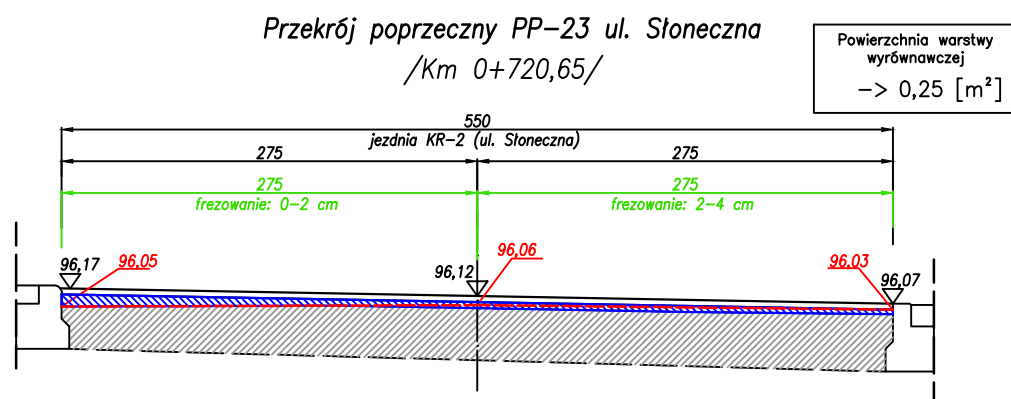 Przekrój poprzeczny PP-23 ul. Słoneczna
/Km 0+720,65/
Powierzchnia warstwy
wyrównawczej
-> 0,25 [m²]
550
jezdnia KR-2 (ul. Słoneczna)
275 275
275 275
frezowanie: 0-2 cm frezowanie: 2-4 cm
96,17 96,05 96,12 96,06 96,03 96,07